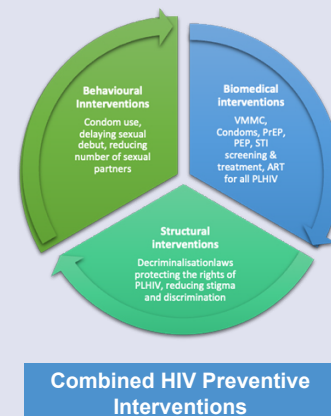 Behavioural
Innterventions
Condom use,
delaying sexual
debut, reducing
number of sexual
partners
Biomedical
interventions
VMMC,
Condoms, PrEP,
PEP, STI
screening &
treatment, ART
for all PLHIV
Structural
interventions
Decriminalisationlaws
protecting the rights of
PLHIV, reducing stigma
and discrimination
Combined HIV Preventive
Interventions